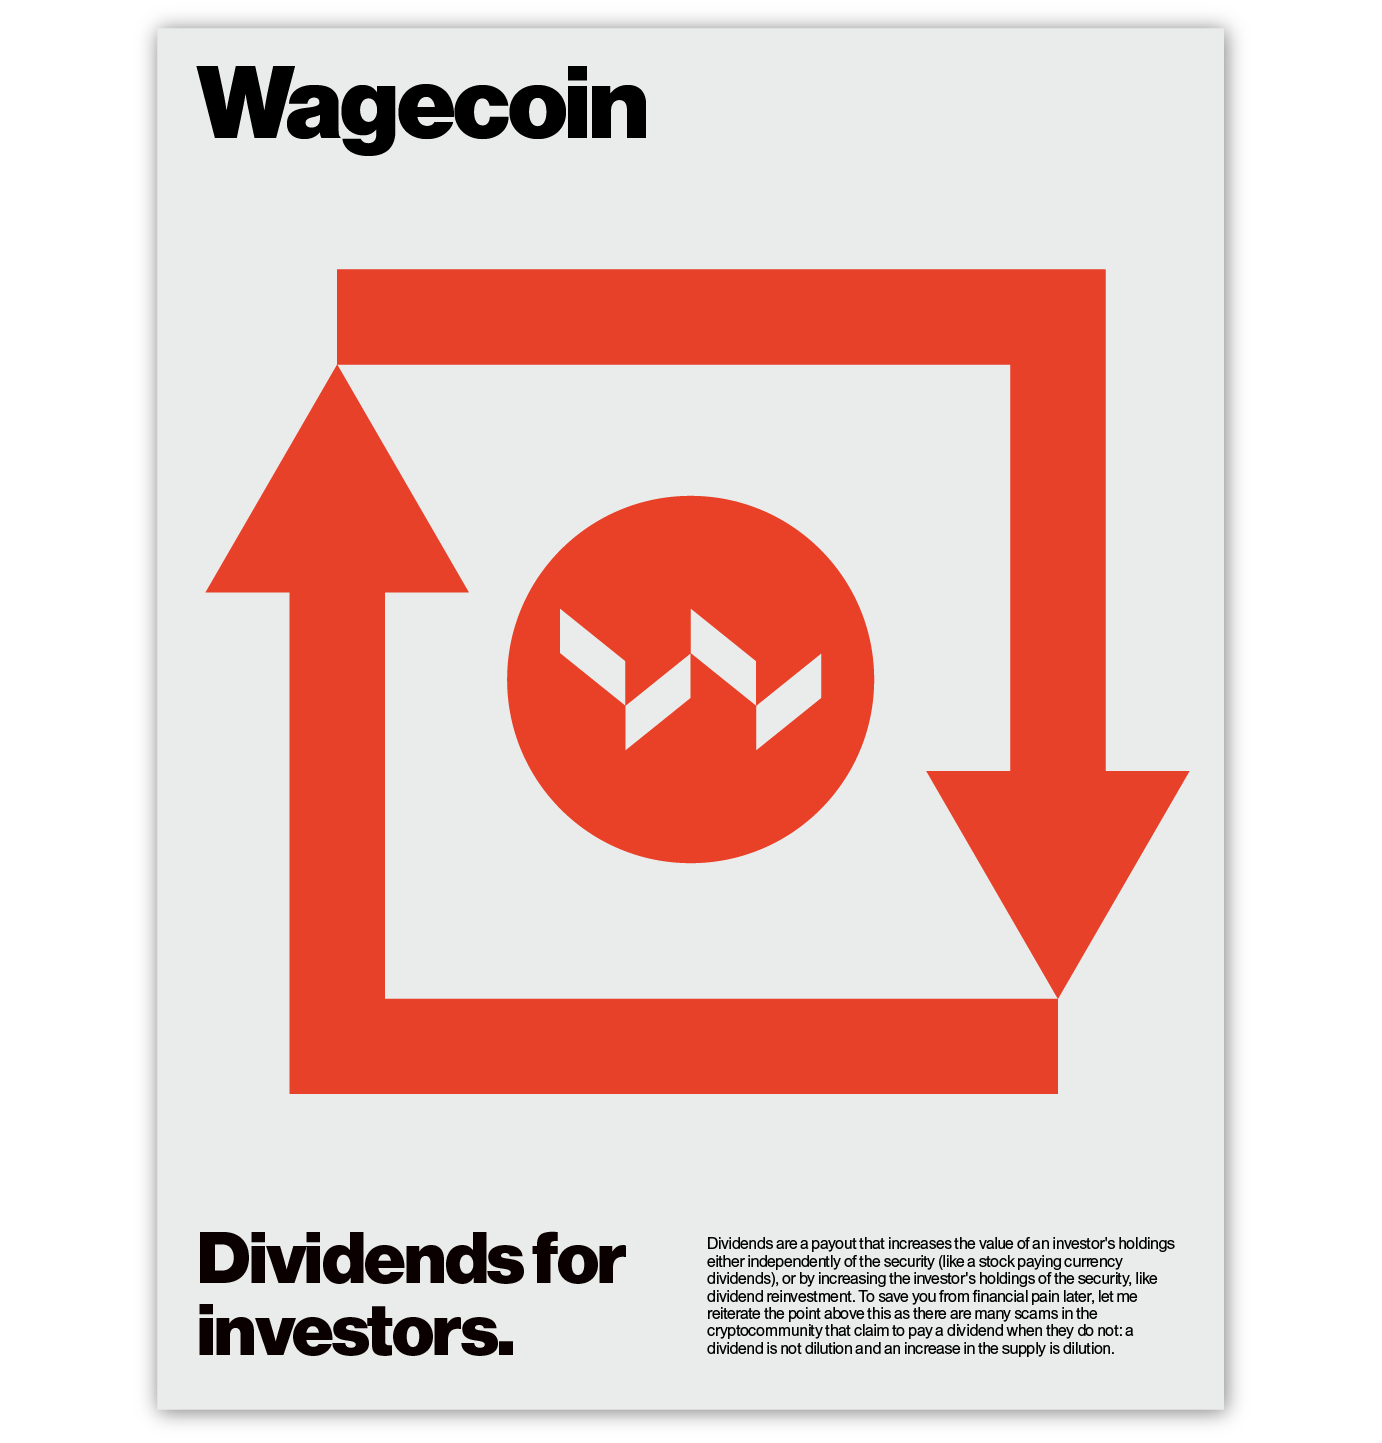 Wagecoin
Dividends for
investors.
Dividends are a payout that increases the value of an investor's holdings
either independently of the security (like a stock paying currency
dividends), or by increasing the investor's holdings of the security, like
dividend reinvestment. To save you from financial pain later, let me
reiterate the point above this as there are many scams in the
cryptocommunity that claim to pay a dividend when they do not: a
dividend is not dilution and an increase in the supply is dilution.